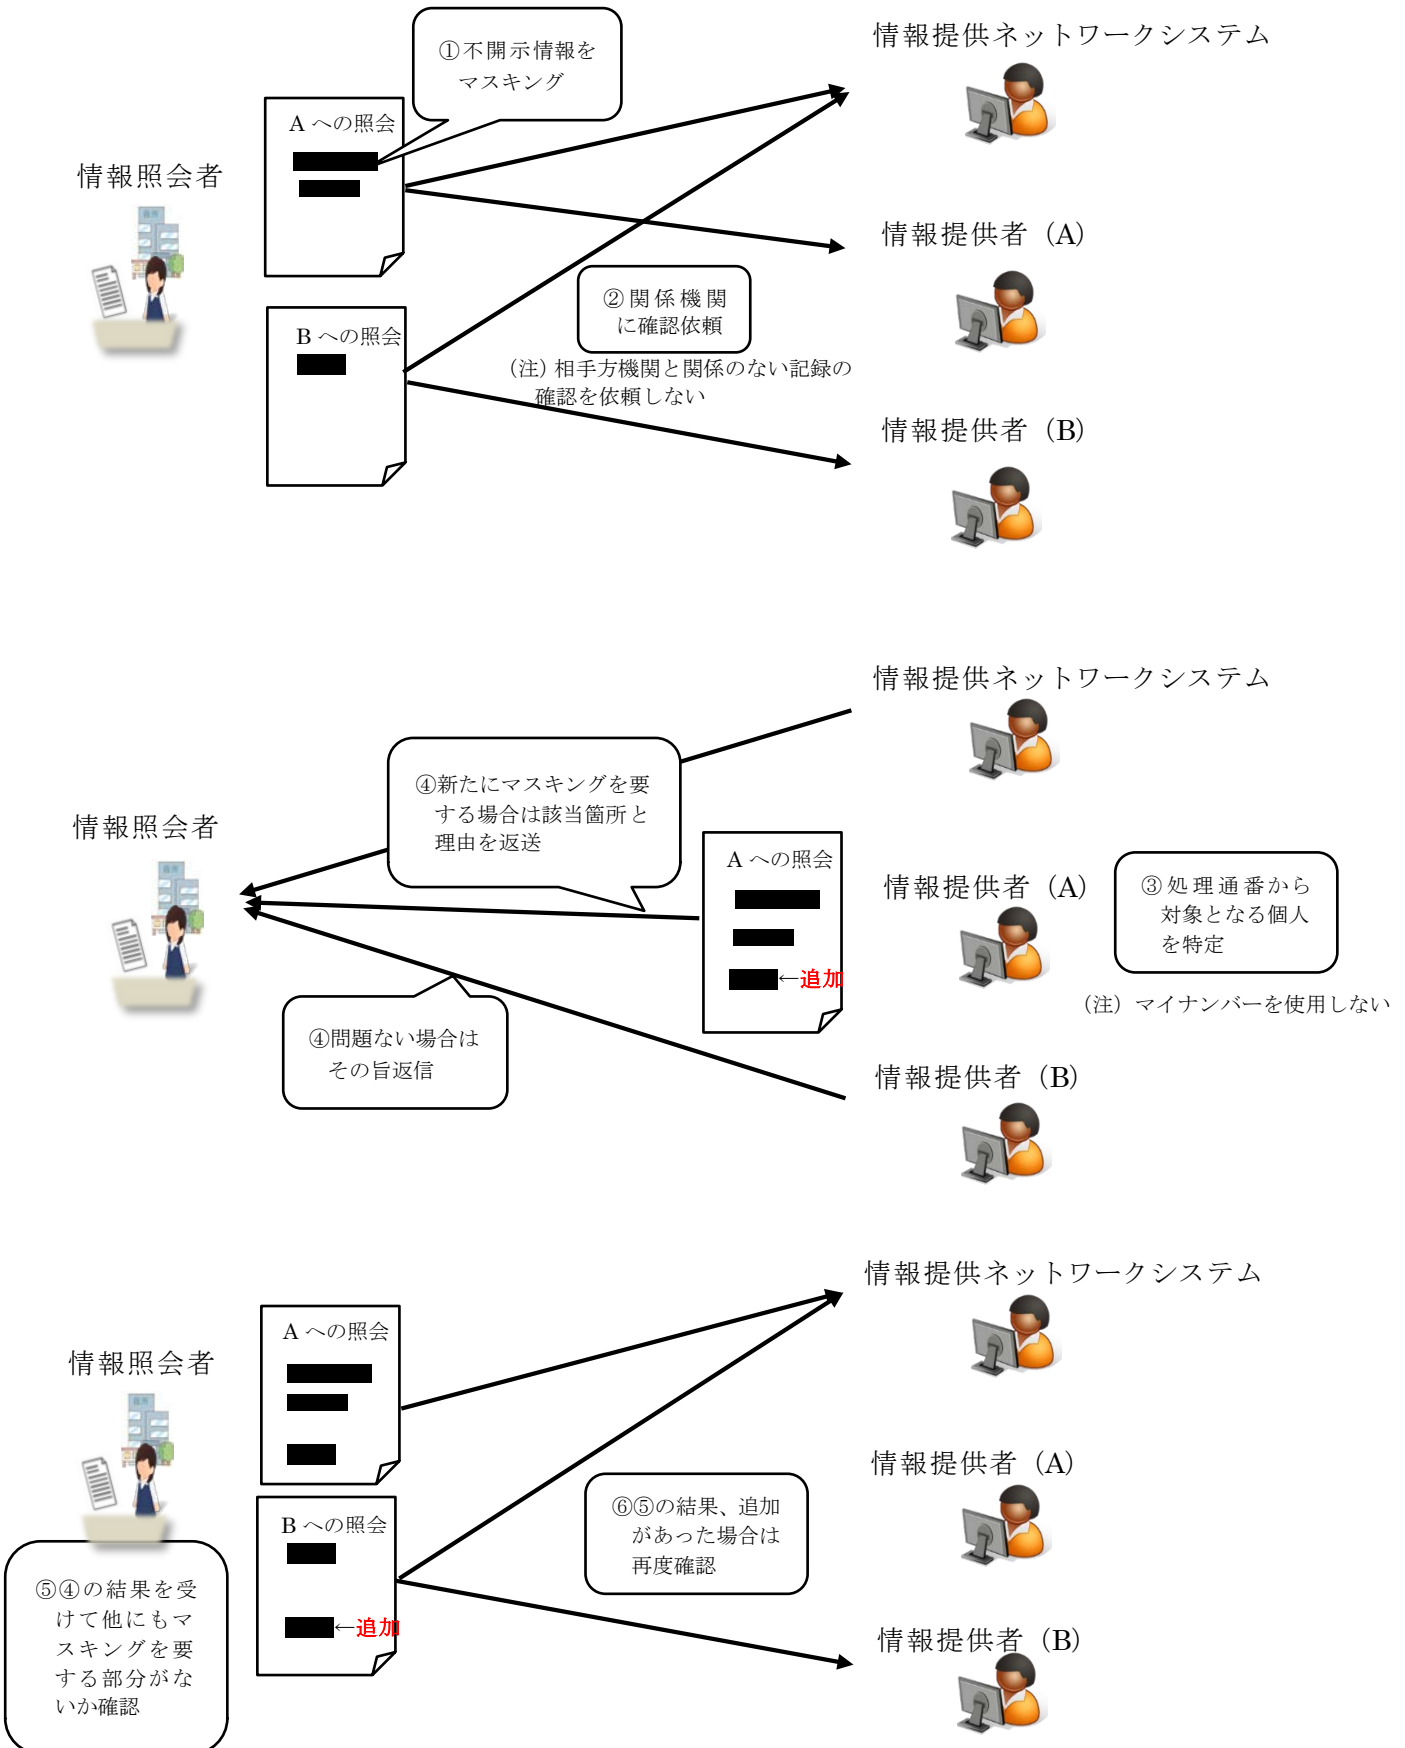 情報提供ネットワークシステム
①不開示情報を
マスキング
Aへの照会
情報照会者
情報提供者（A）
②関係機関
に確認依頼
Bへの照会
（注）相手方機関と関係のない記録の
確認を依頼しない
情報提供者（B）
情報提供ネットワークシステム
④新たにマスキングを要
する場合は該当箇所と
理由を返送
情報照会者
Aへの照会
←追加
情報提供者（A）
③処理通番から
対象となる個人
を特定
（注）マイナンバーを使用しない
④問題ない場合は
その旨返信
情報提供者（B）
情報提供ネットワークシステム
Aへの照会
情報照会者
情報提供者（A）
⑥⑤の結果、追加
があった場合は
再度確認
Bへの照会
←追加
⑤④の結果を受
けて他にもマ
スキングを要
する部分がな
いか確認
情報提供者（B）